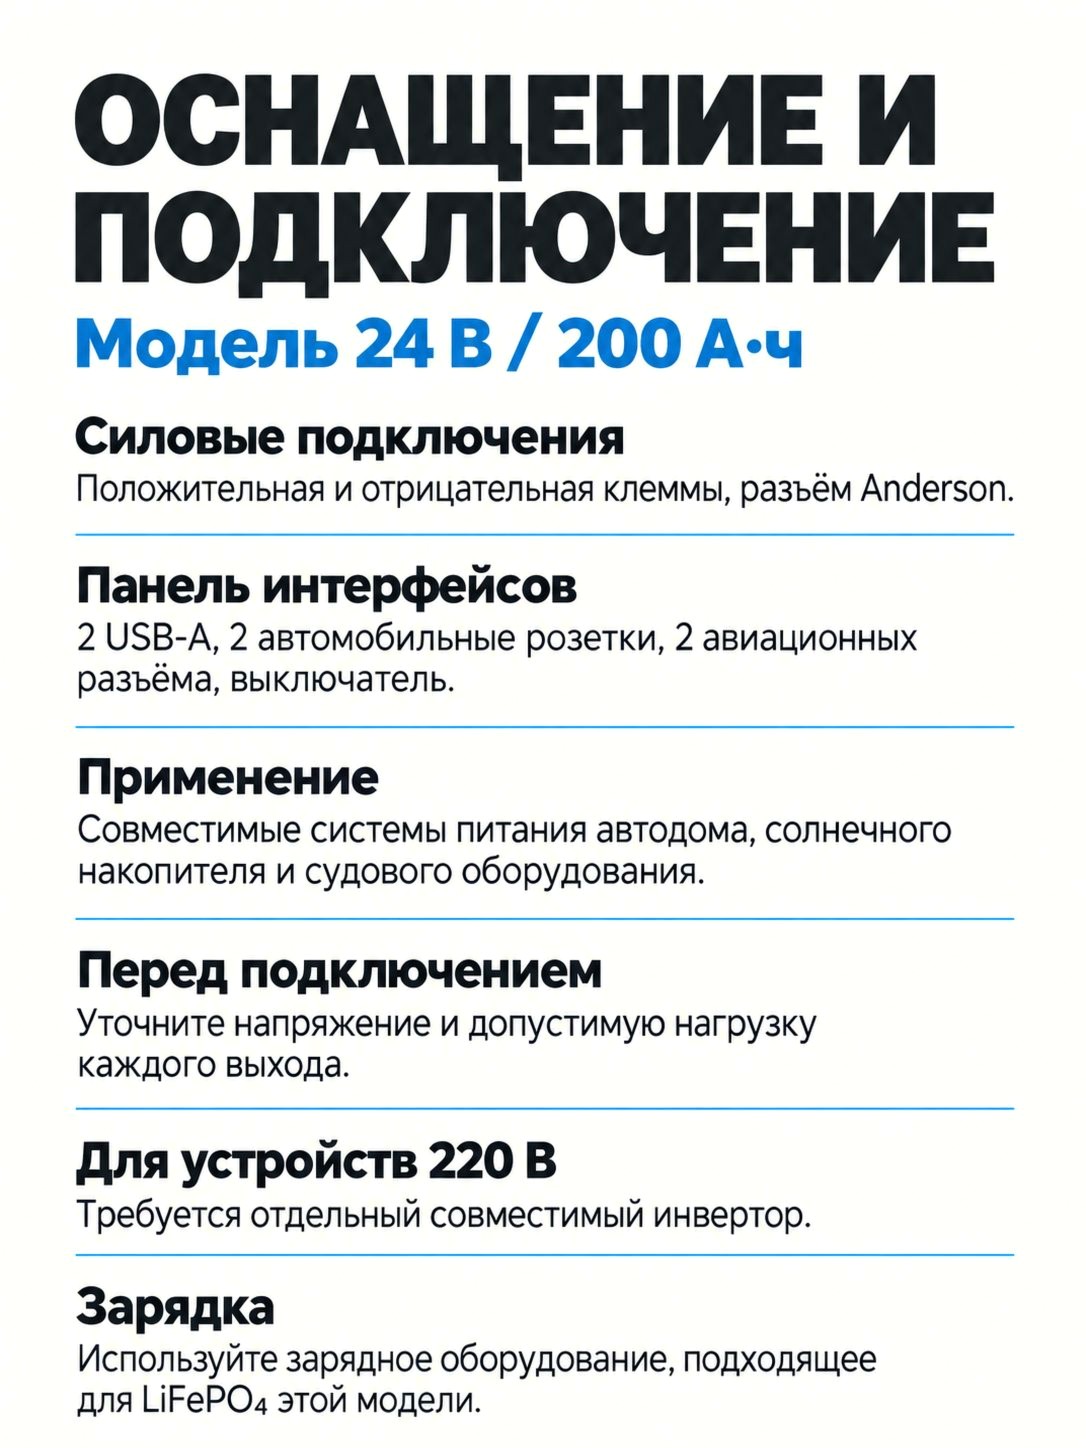 ОСНАЩЕНИЕ И
ПОДКЛЮЧЕНИЕ
Модель 24 В / 200 А·ч
Силовые подключения
Положительная и отрицательная клеммы, разъём Anderson.
Панель интерфейсов
2 USB-A, 2 автомобильные розетки, 2 авиационных
разъёма, выключатель.
Применение
Совместимые системы питания автодома, солнечного
накопителя и судового оборудования.
Перед подключением
Уточните напряжение и допустимую нагрузку
каждого выхода.
Для устройств 220 В
Требуется отдельный совместимый инвертор.
Зарядка
Используйте зарядное оборудование, подходящее
для LiFePO₄ этой модели.